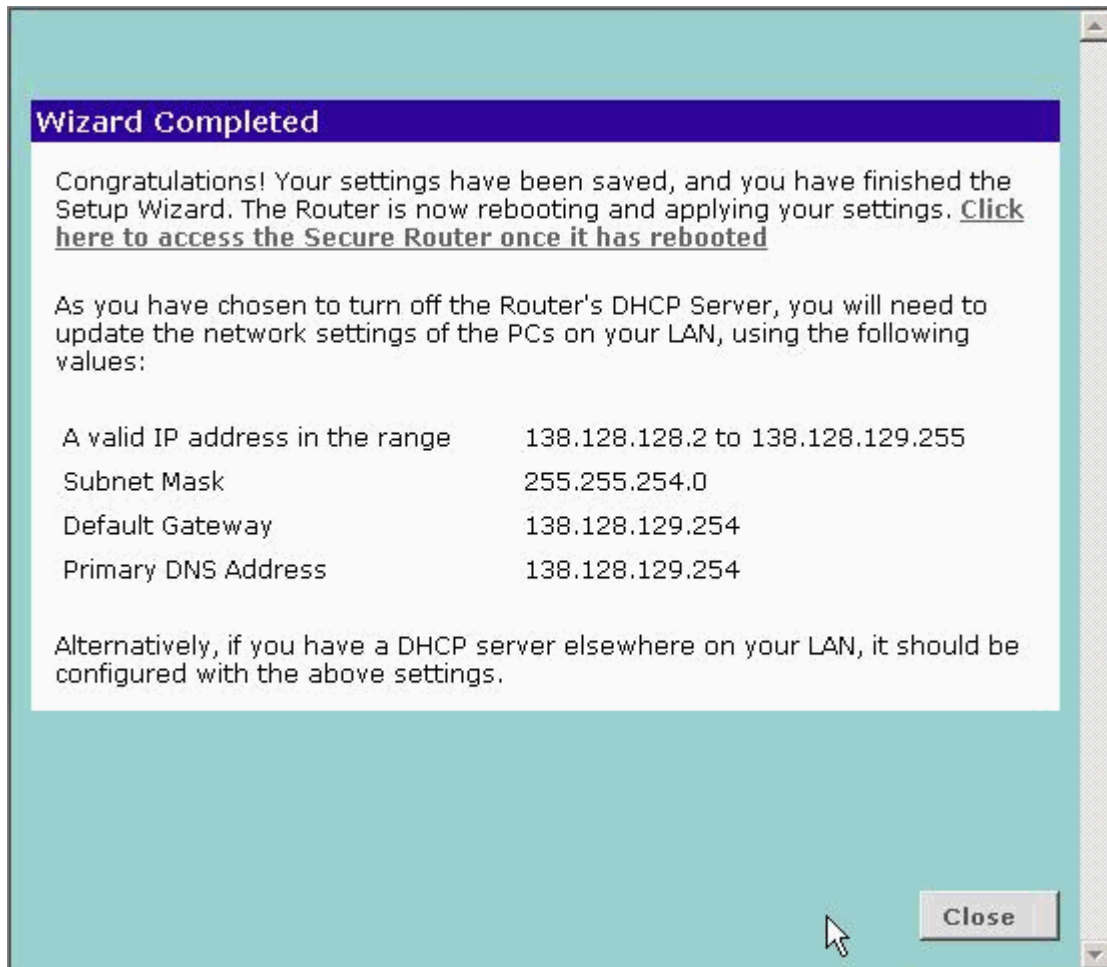 Wizard Completed
Congratulations! Your settings have been saved, and you have finished the
Setup Wizard. The Router is now rebooting and applying your settings. Click
here to access the Secure Router once it has rebooted
As you have chosen to turn off the Router's DHCP Server, you will need to
update the network settings of the PCs on your LAN, using the following
values:
A valid IP address in the range 138.128.128.2 to 138.128.129.255
Subnet Mask 255.255.254.0
Default Gateway 138.128.129.254
Primary DNS Address 138.128.129.254
Alternatively, if you have a DHCP server elsewhere on your LAN, it should be
configured with the above settings.
Close